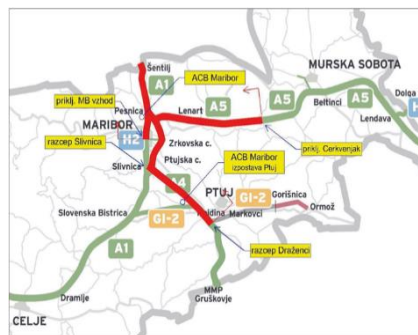 Šentilj
A1
ACB Maribor
MURSKA SOBOTA
priklj. MB vzhod
Pesnica
Lenart
A5
A5
Beltinci
A5
Dolga
H
Lendava
MARIBOR
H2
razcep Slivnica
Zrkovska c.
Ptujska c.
priklj. Cerkvenjak
Slivnica
A4
ACB Maribor
izpostava Ptuj
PTUJ
GI-2
Gorišnica
Slovenska Bistrica
GI-2
Markovci
Ormož
A1
razcep Draženci
Dramlje
MMP
Gruškovje
CELJE